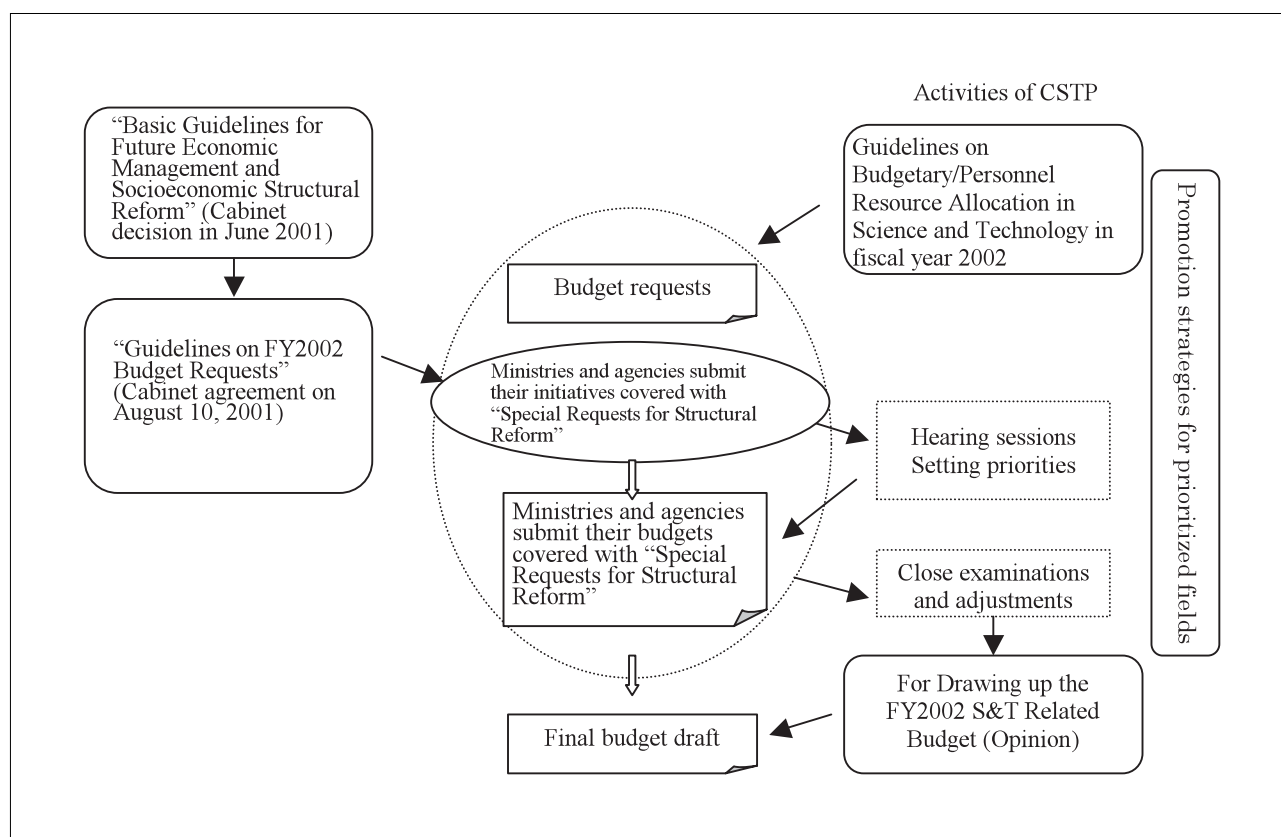 Activities of CSTP
“Basic Guidelines for
Future Economic
Management and
Socioeconomic Structural
Reform” (Cabinet
decision in June 2001)
Guidelines on
Budgetary/Personnel
Resource Allocation in
Science and Technology in
fiscal year 2002
Promotion strategies for prioritized fields
Budget requests
“Guidelines on FY2002
Budget Requests”
(Cabinet agreement on
August 10, 2001)
Ministries and agencies submit
their initiatives covered with
“Special Requests for Structural
Reform”
Hearing sessions
Setting priorities
Ministries and agencies
submit their budgets
covered with “Special
Requests for Structural
Reform”
Close examinations
and adjustments
For Drawing up the
FY2002 S&T Related
Budget (Opinion)
Final budget draft